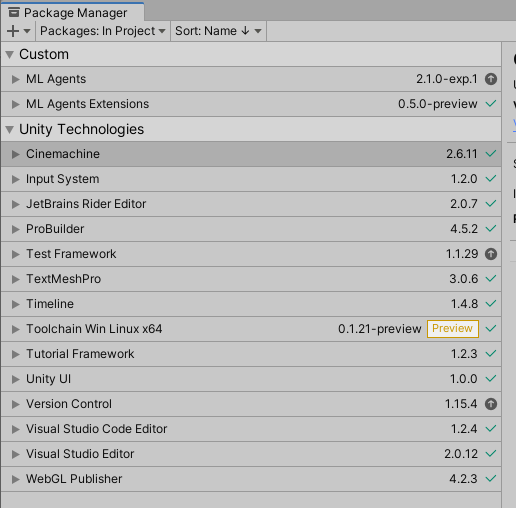 Package Manager
Packages: In Project Sort: Name ↓
Custom
ML Agents 2.1.0-exp.1
ML Agents Extensions 0.5.0-preview
Unity Technologies
Cinemachine 2.6.11
Input System 1.2.0
JetBrains Rider Editor 2.0.7
ProBuilder 4.5.2
Test Framework 1.1.29
TextMeshPro 3.0.6
Timeline 1.4.8
Toolchain Win Linux x64 0.1.21-preview Preview
Tutorial Framework 1.2.3
Unity UI 1.0.0
Version Control 1.15.4
Visual Studio Code Editor 1.2.4
Visual Studio Editor 2.0.12
WebGL Publisher 4.2.3